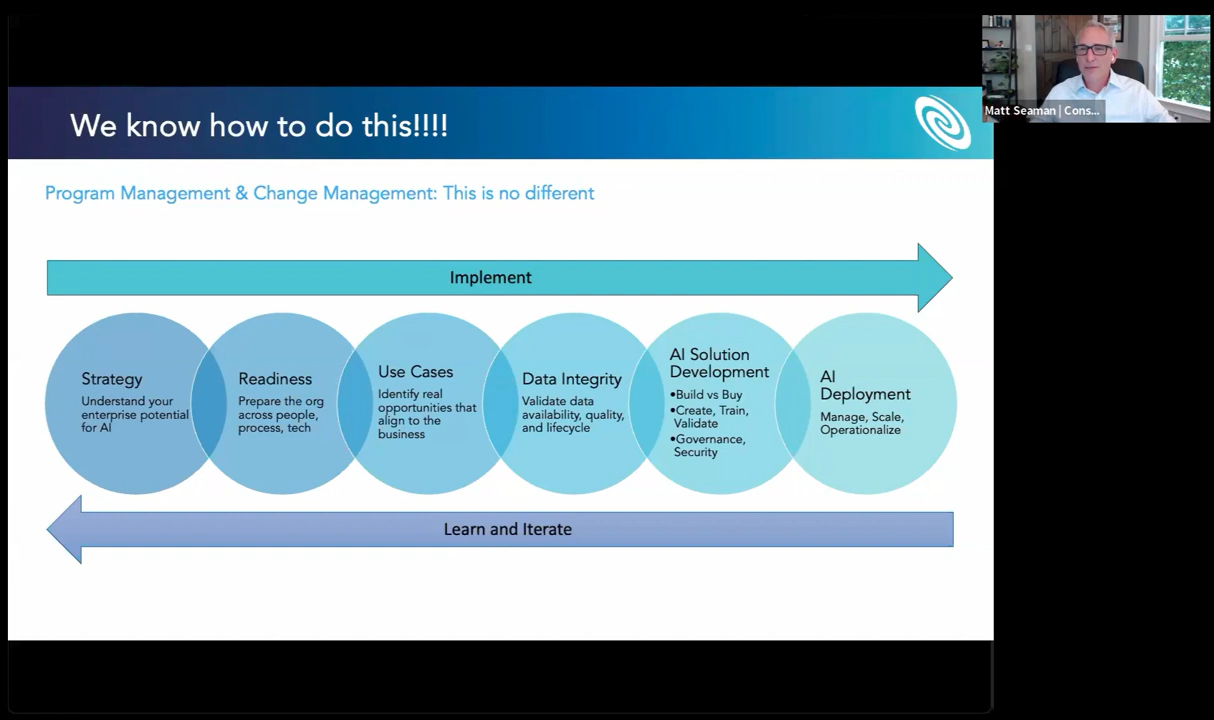 We know how to do this!!!!
Matt Seaman | Cons...
Program Management & Change Management: This is no different
Implement
Strategy
Understand your
enterprise potential
for AI
Readiness
Prepare the org
across people,
process, tech
Use Cases
Identify real
opportunities that
align to the
business
Data Integrity
Validate data
availability, quality,
and lifecycle
AI Solution
Development
•Build vs Buy
•Create, Train,
Validate
•Governance,
Security
AI
Deployment
Manage, Scale,
Operationalize
Learn and Iterate